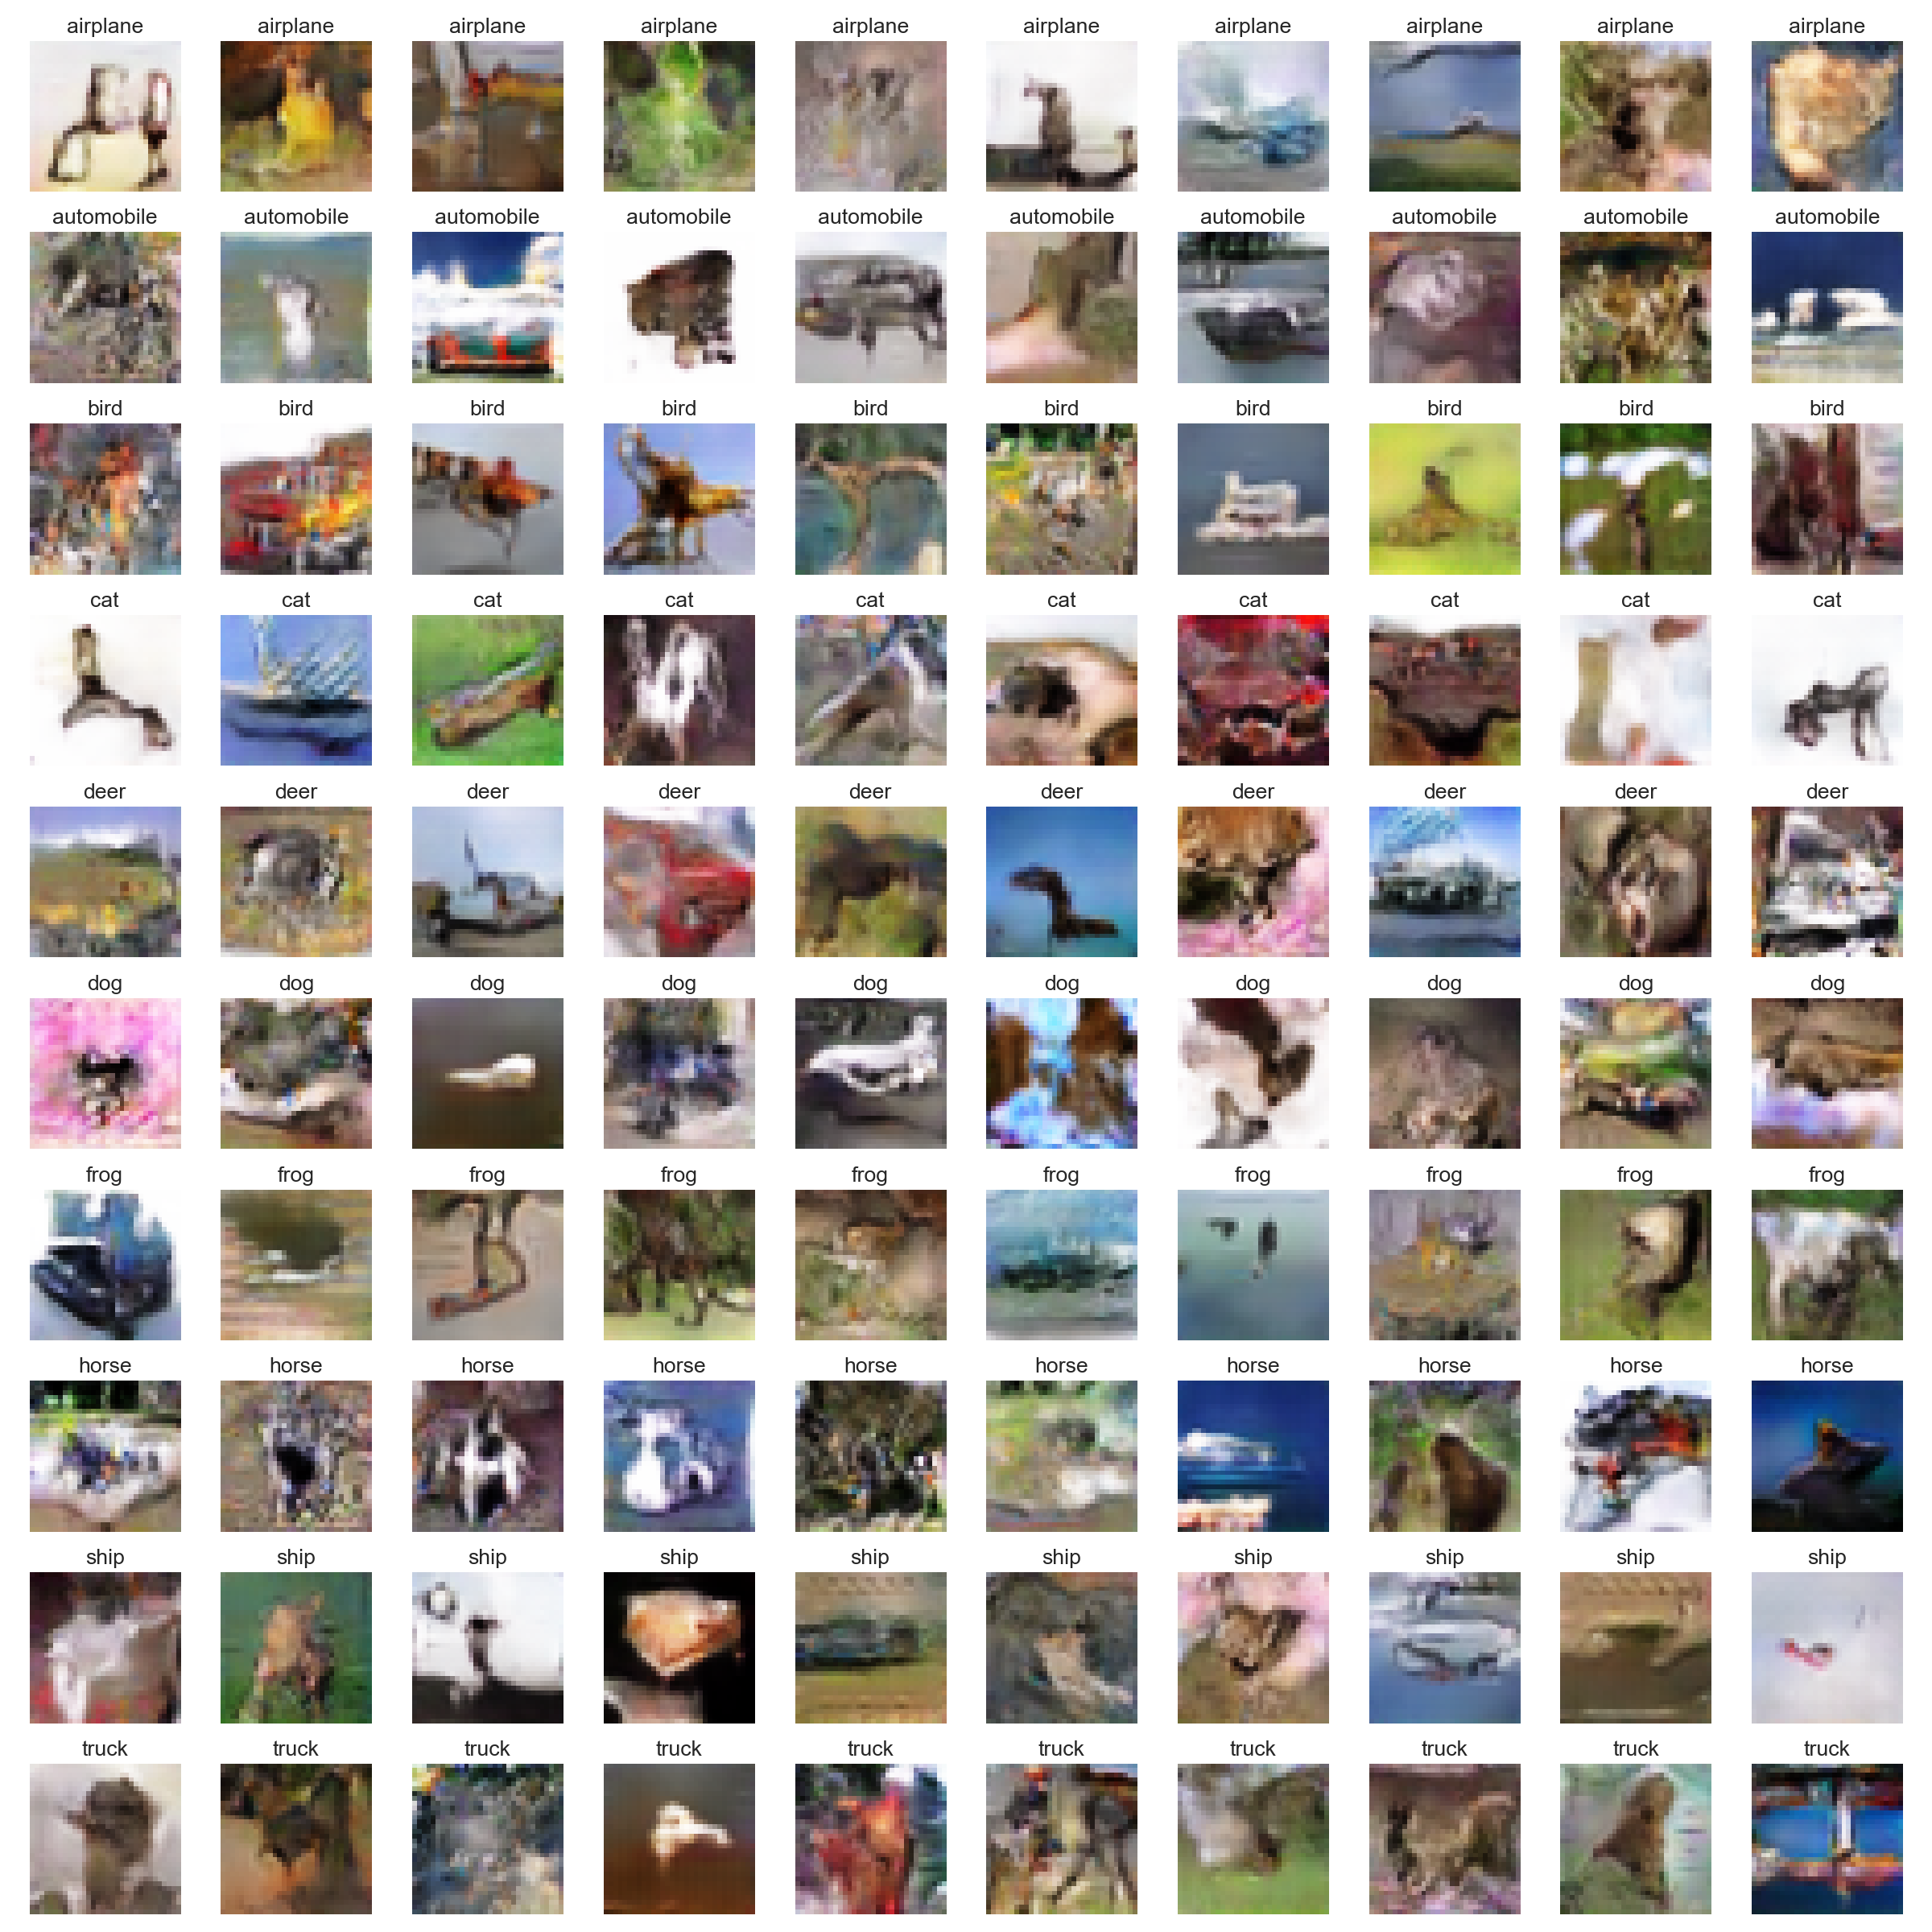 airplane airplane airplane airplane airplane airplane airplane airplane airplane airplane
automobile automobile automobile automobile automobile automobile automobile automobile automobile automobile
bird bird bird bird bird bird bird bird bird bird
cat cat cat cat cat cat cat cat cat cat
deer deer deer deer deer deer deer deer deer deer
dog dog dog dog dog dog dog dog dog dog
frog frog frog frog frog frog frog frog frog frog
horse horse horse horse horse horse horse horse horse horse
ship ship ship ship ship ship ship ship ship ship
truck truck truck truck truck truck truck truck truck truck